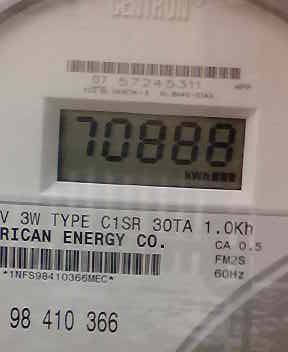 CENTRON
07 57245311
70888
kWh
V 3W TYPE C1SR 30TA 1.0Kh
RICAN ENERGY CO. CA 0.5
FM2S
*1NFS98410366MEC* 60Hz
98 410 366